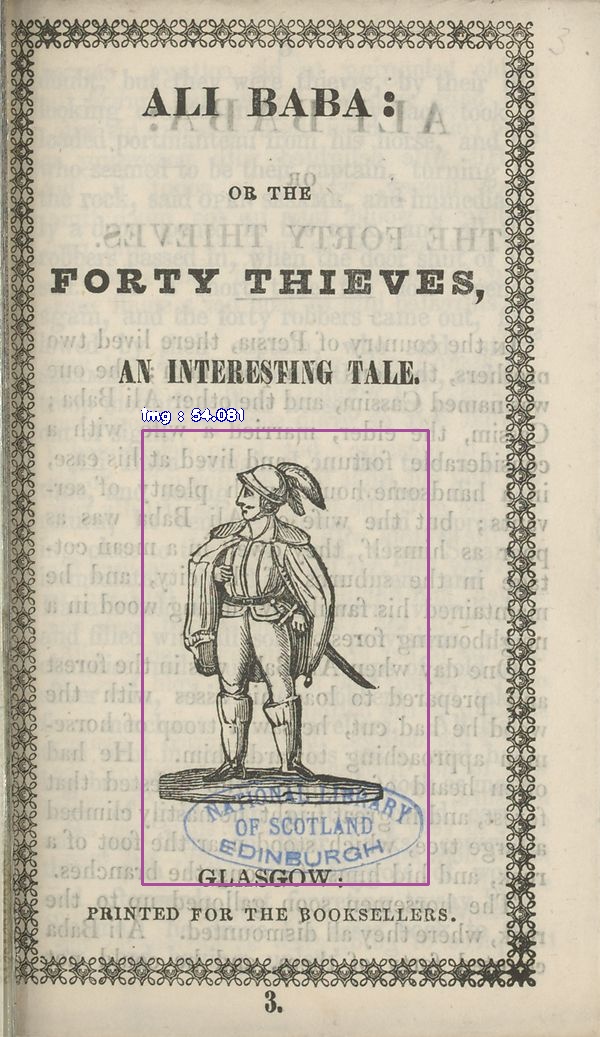 3
ALI BABA:
OR THE
FORTY THIEVES,
AN INTERESTING TALE.
img : 54.081
NATIONAL LIBRARY
OF SCOTLAND
EDINBURGH
GLASGOW:
PRINTED FOR THE BOOKSELLERS.
3.